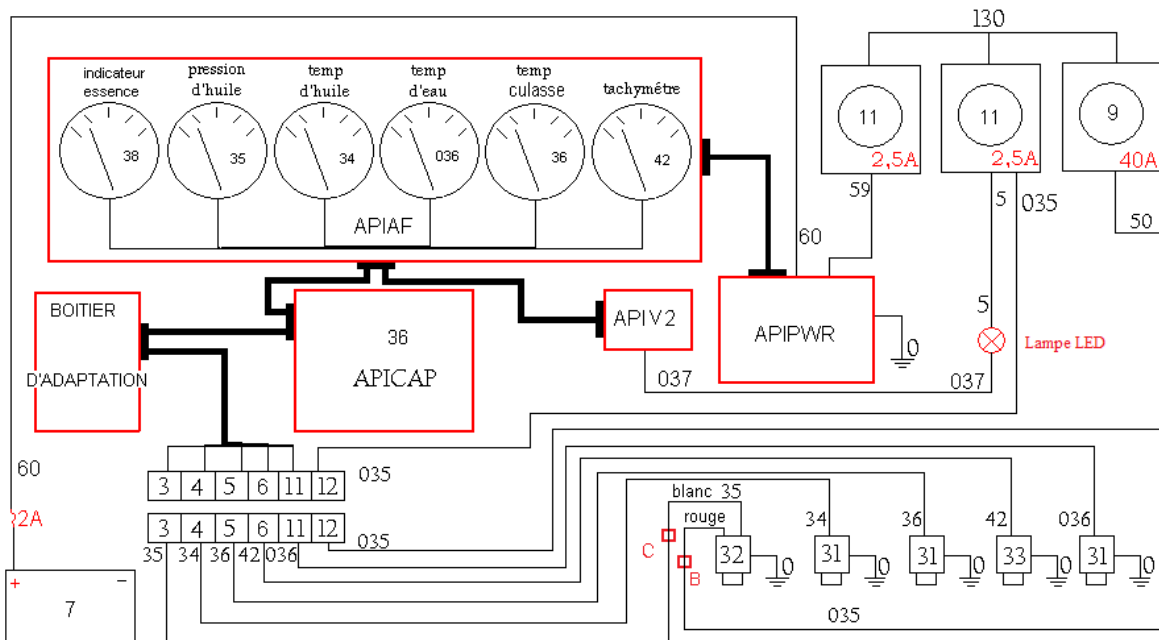 130
indicateur essence
pression d'huile
temp d'huile
temp d'eau
temp culasse
tachymétre
38
35
34
036
36
42
APIAF
11
2,5A
11
2,5A
9
40A
59
5
035
50
60
BOITIER
D'ADAPTATION
36
APICAP
APIV2
APIPWR
0
5
Lampe LED
037
037
60
3 4 5 6 11 12
035
2A
3 4 5 6 11 12
035
35 34 36 42 036
blanc 35
rouge
34
36
42
036
C
B
32
0
31
0
31
0
33
0
31
0
035
+
−
7